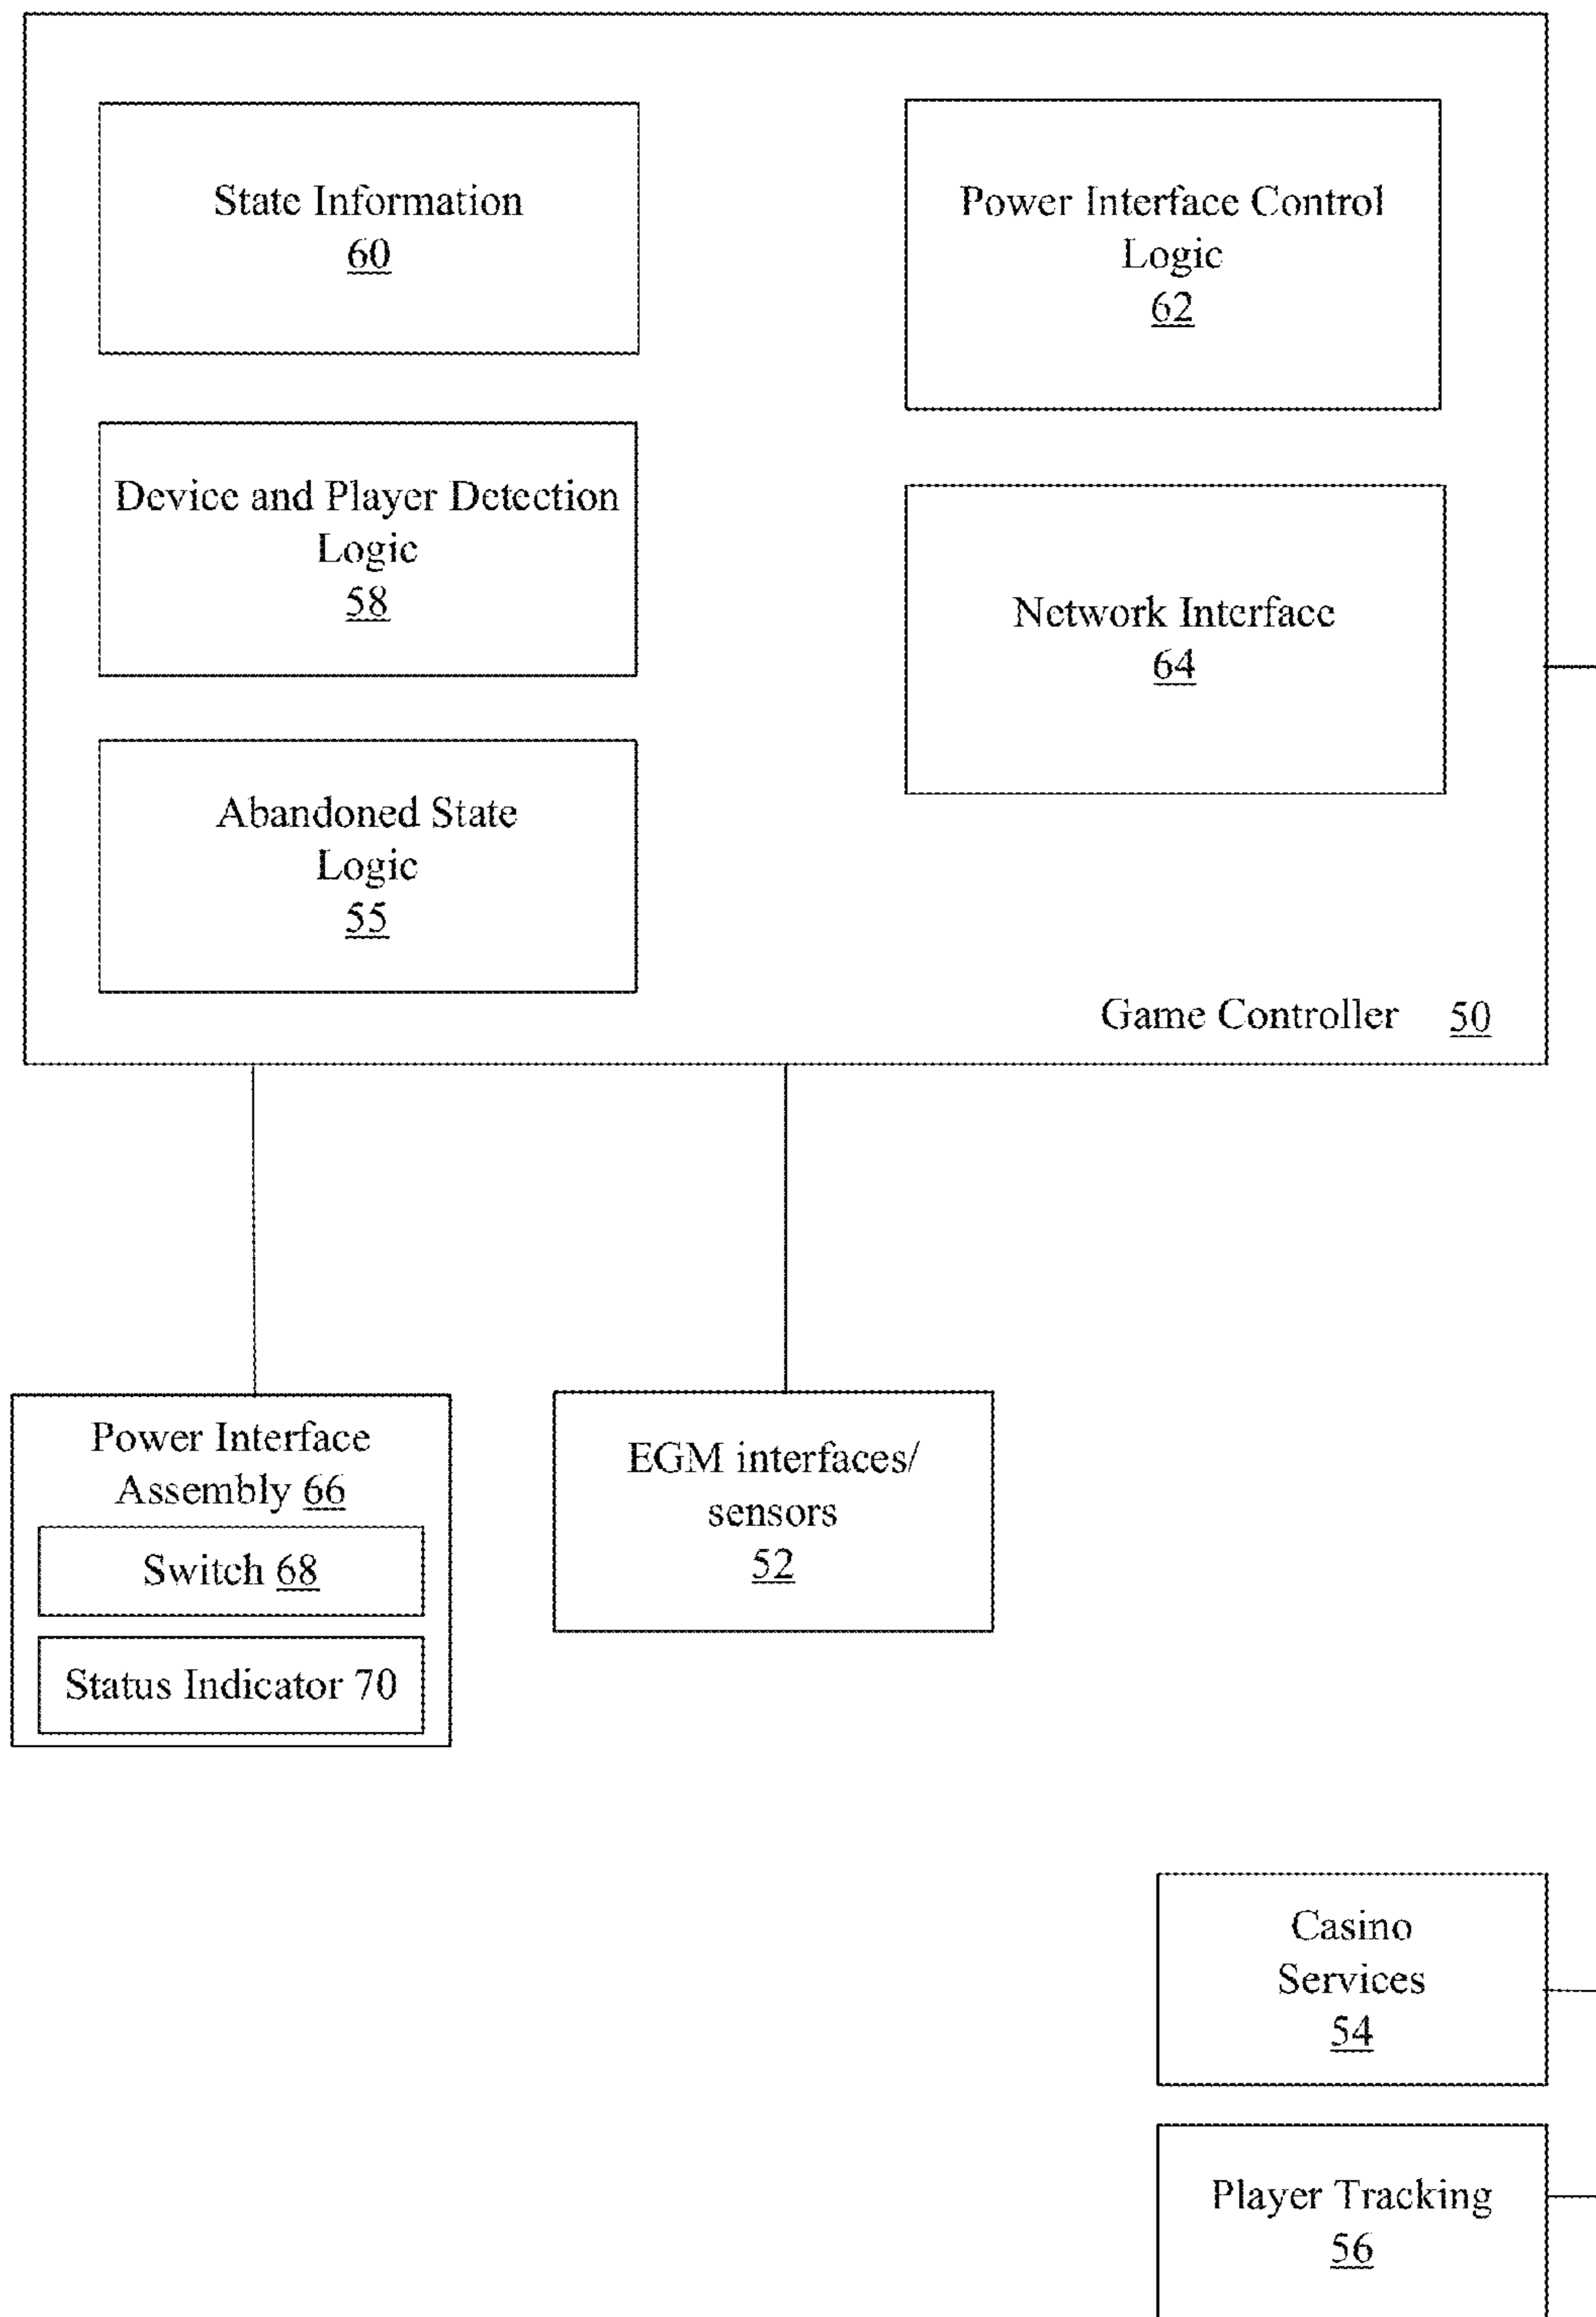 State Information
60
Power Interface Control
Logic
62
Device and Player Detection
Logic
58
Network Interface
64
Abandoned State
Logic
55
Game Controller 50
Power Interface
Assembly 66
Switch 68
Status Indicator 70
EGM interfaces/
sensors
52
Casino
Services
54
Player Tracking
56